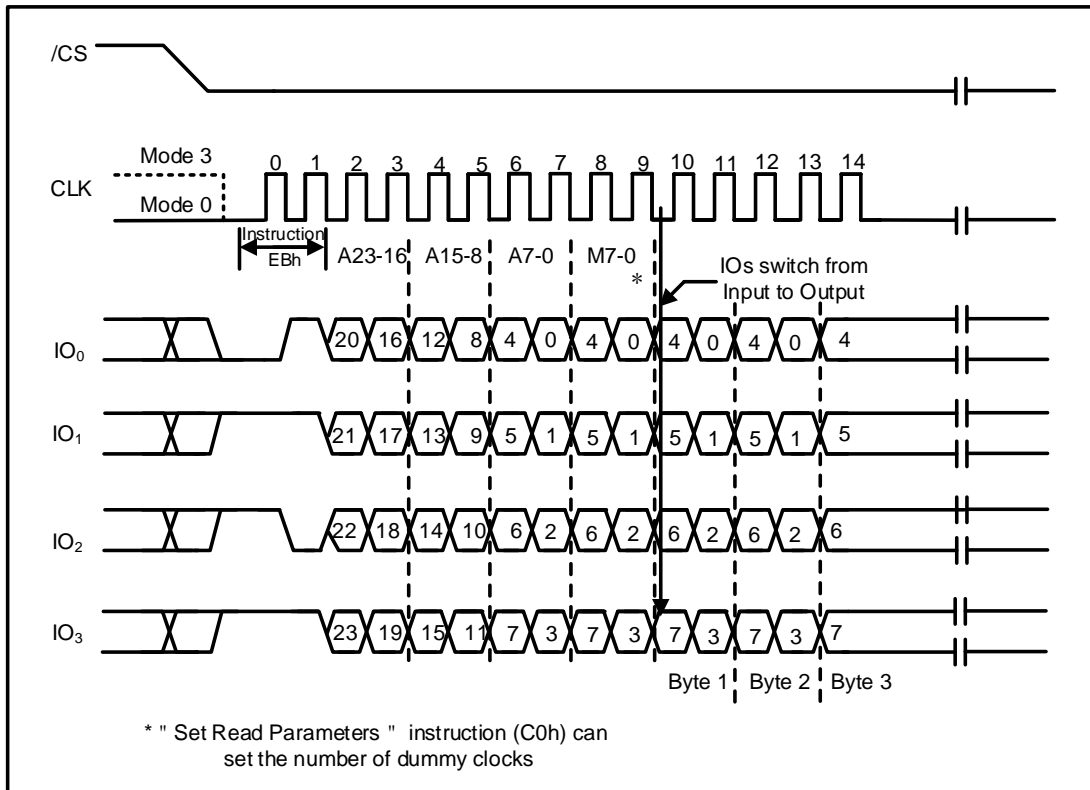 /CS
Mode 3
CLK
Mode 0
0 1 2 3 4 5 6 7 8 9 10 11 12 13 14
Instruction
EBh
A23-16 A15-8 A7-0 M7-0
*
IOs switch from
Input to Output
IO₀ 20 16 12 8 4 0 4 0 4 0 4 0 4
IO₁ 21 17 13 9 5 1 5 1 5 1 5 1 5
IO₂ 22 18 14 10 6 2 6 2 6 2 6 2 6
IO₃ 23 19 15 11 7 3 7 3 7 3 7 3 7
Byte 1 Byte 2 Byte 3
* " Set Read Parameters " instruction (C0h) can
set the number of dummy clocks